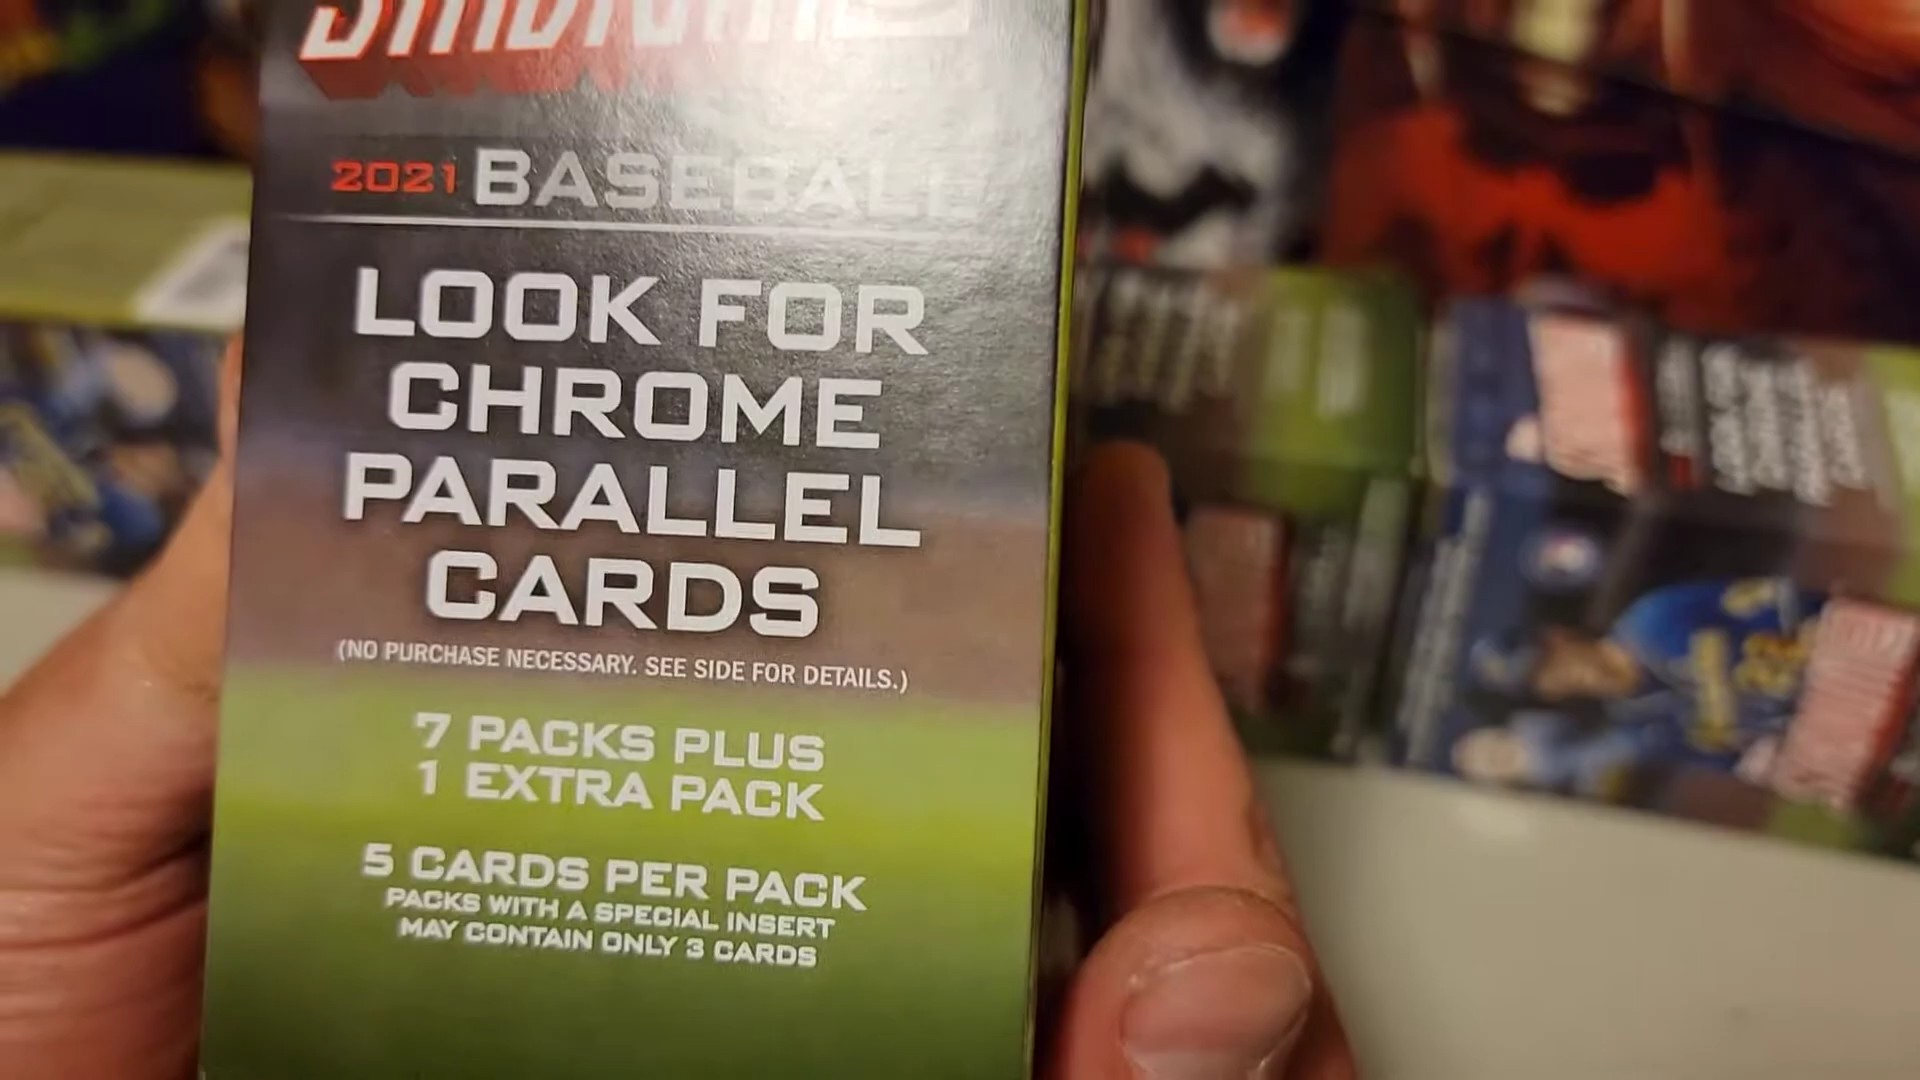 2021 BASEBALL
LOOK FOR
CHROME
PARALLEL
CARDS
(NO PURCHASE NECESSARY. SEE SIDE FOR DETAILS.)
7 PACKS PLUS
1 EXTRA PACK
5 CARDS PER PACK
PACKS WITH A SPECIAL INSERT
MAY CONTAIN ONLY 3 CARDS